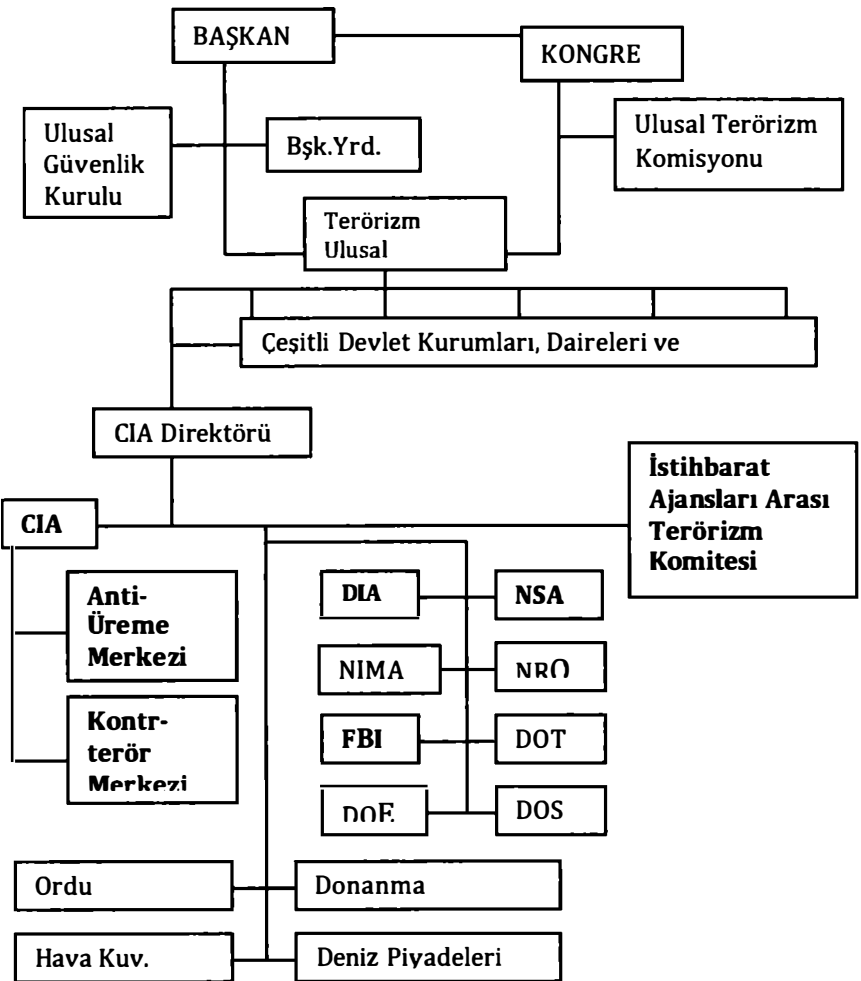 BAŞKAN
KONGRE
Ulusal
Güvenlik
Kurulu
Bşk.Yrd.
Ulusal Terörizm
Komisyonu
Terörizm
Ulusal
Çeşitli Devlet Kurumları, Daireleri ve
CIA Direktörü
İstihbarat
Ajansları Arası
Terörizm
Komitesi
CIA
Anti-
Üreme
Merkezi
Kontr-
terör
Merkezi
DIA
NSA
NIMA
NRO
FBI
DOT
DOE
DOS
Ordu
Donanma
Hava Kuv.
Deniz Piyadeleri